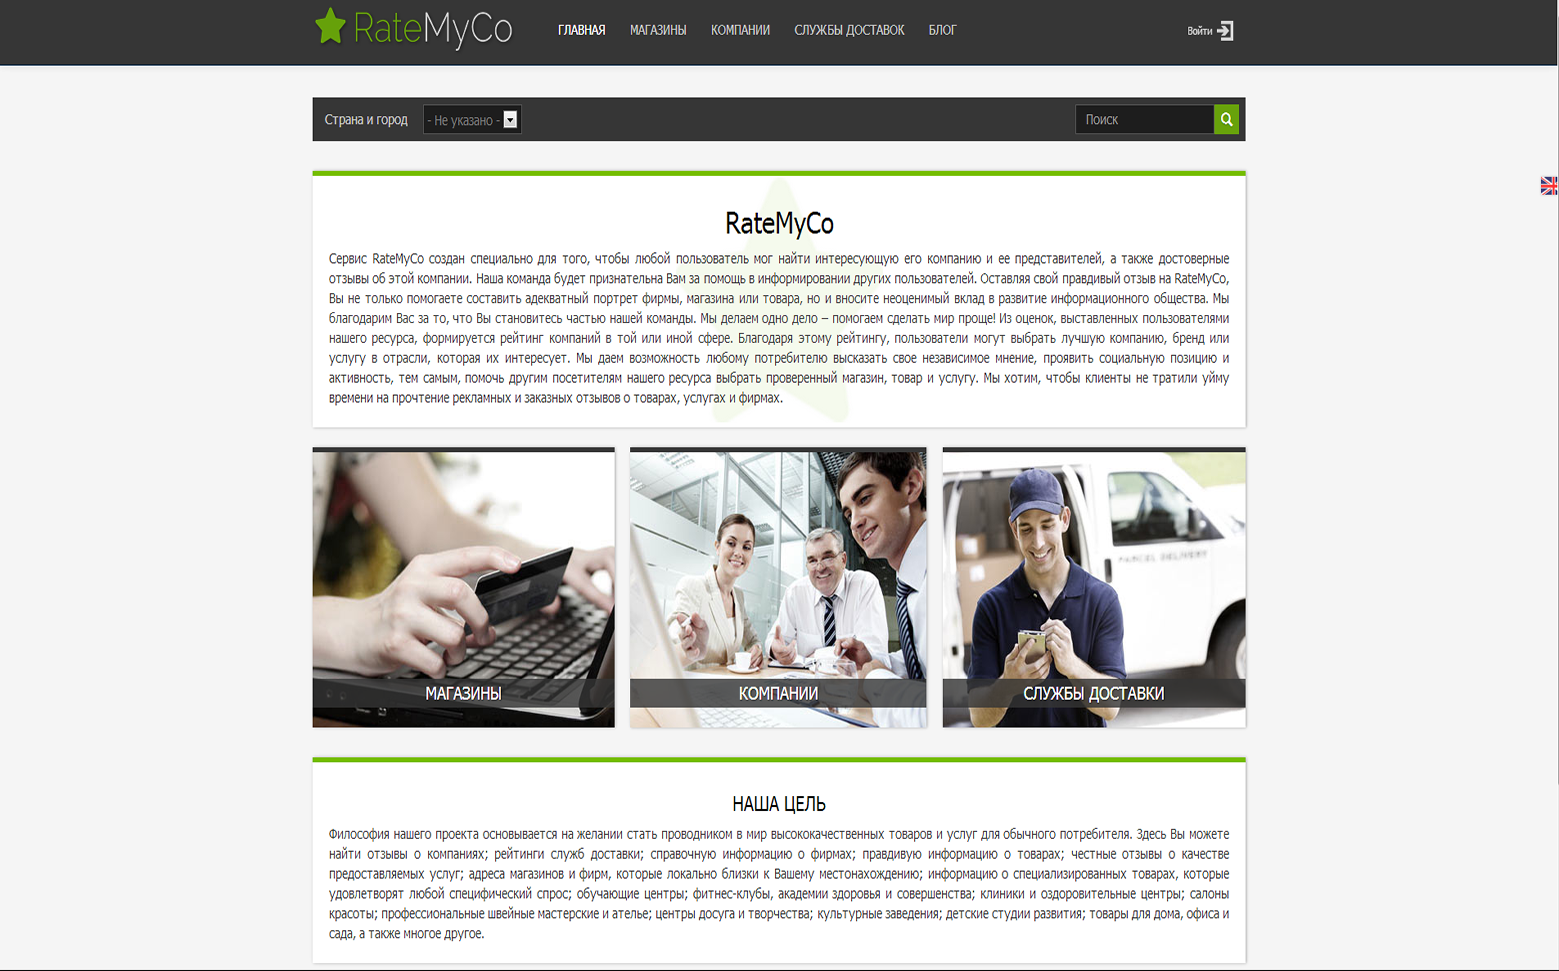 RateMyCo
ГЛАВНАЯ МАГАЗИНЫ КОМПАНИИ СЛУЖБЫ ДОСТАВОК БЛОГ
Войти
Страна и город - Не указано - Поиск
RateMyCo
Сервис RateMyCo создан специально для того, чтобы любой пользователь мог найти интересующую его компанию и ее представителей, а также достоверные
отзывы об этой компании. Наша команда будет признательна Вам за помощь в информировании других пользователей. Оставляя свой правдивый отзыв на RateMyCo,
Вы не только помогаете составить адекватный портрет фирмы, магазина или товара, но и вносите неоценимый вклад в развитие информационного общества. Мы
благодарим Вас за то, что Вы становитесь частью нашей команды. Мы делаем одно дело – помогаем сделать мир проще! Из оценок, выставленных пользователями
нашего ресурса, формируется рейтинг компаний в той или иной сфере. Благодаря этому рейтингу, пользователи могут выбрать лучшую компанию, бренд или
услугу в отрасли, которая их интересует. Мы даем возможность любому потребителю высказать свое независимое мнение, проявить социальную позицию и
активность, тем самым, помочь другим посетителям нашего ресурса выбрать проверенный магазин, товар и услугу. Мы хотим, чтобы клиенты не тратили уйму
времени на прочтение рекламных и заказных отзывов о товарах, услугах и фирмах.
PARCEL DELIVERY
МАГАЗИНЫ КОМПАНИИ СЛУЖБЫ ДОСТАВКИ
НАША ЦЕЛЬ
Философия нашего проекта основывается на желании стать проводником в мир высококачественных товаров и услуг для обычного потребителя. Здесь Вы можете
найти отзывы о компаниях; рейтинги служб доставки; справочную информацию о фирмах; правдивую информацию о товарах; честные отзывы о качестве
предоставляемых услуг; адреса магазинов и фирм, которые локально близки к Вашему местонахождению; информацию о специализированных товарах, которые
удовлетворят любой специфический спрос; обучающие центры; фитнес-клубы, академии здоровья и совершенства; клиники и оздоровительные центры; салоны
красоты; профессиональные швейные мастерские и ателье; центры досуга и творчества; культурные заведения; детские студии развития; товары для дома, офиса и
сада, а также многое другое.